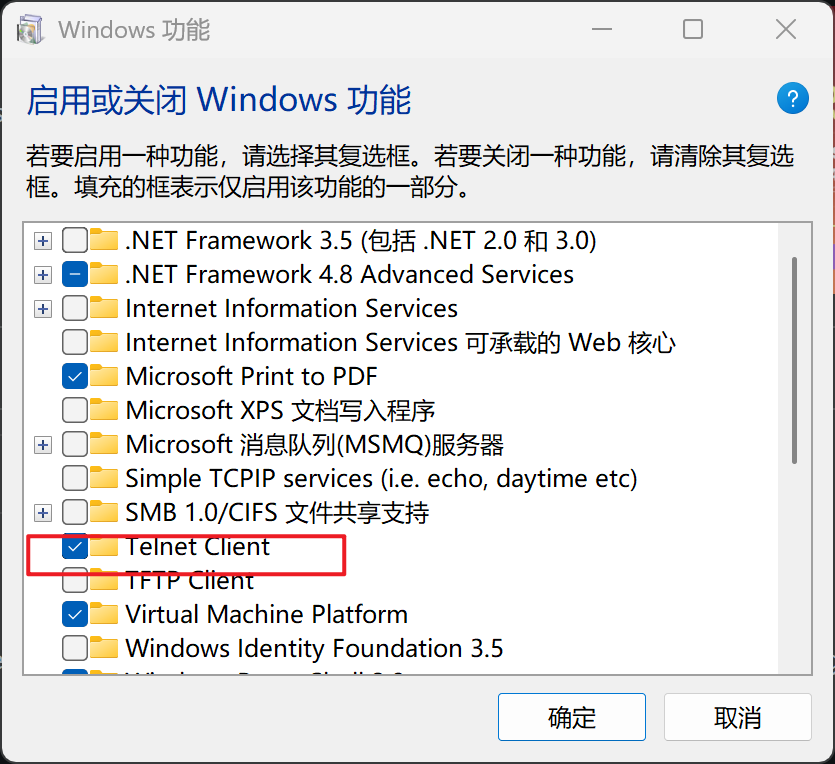 Windows 功能
启用或关闭 Windows 功能
若要启用一种功能，请选择其复选框。若要关闭一种功能，请清除其复选
框。填充的框表示仅启用该功能的一部分。
.NET Framework 3.5 (包括 .NET 2.0 和 3.0)
.NET Framework 4.8 Advanced Services
Internet Information Services
Internet Information Services 可承载的 Web 核心
Microsoft Print to PDF
Microsoft XPS 文档写入程序
Microsoft 消息队列(MSMQ)服务器
Simple TCPIP services (i.e. echo, daytime etc)
SMB 1.0/CIFS 文件共享支持
Telnet Client
TFTP Client
Virtual Machine Platform
Windows Identity Foundation 3.5
确定
取消